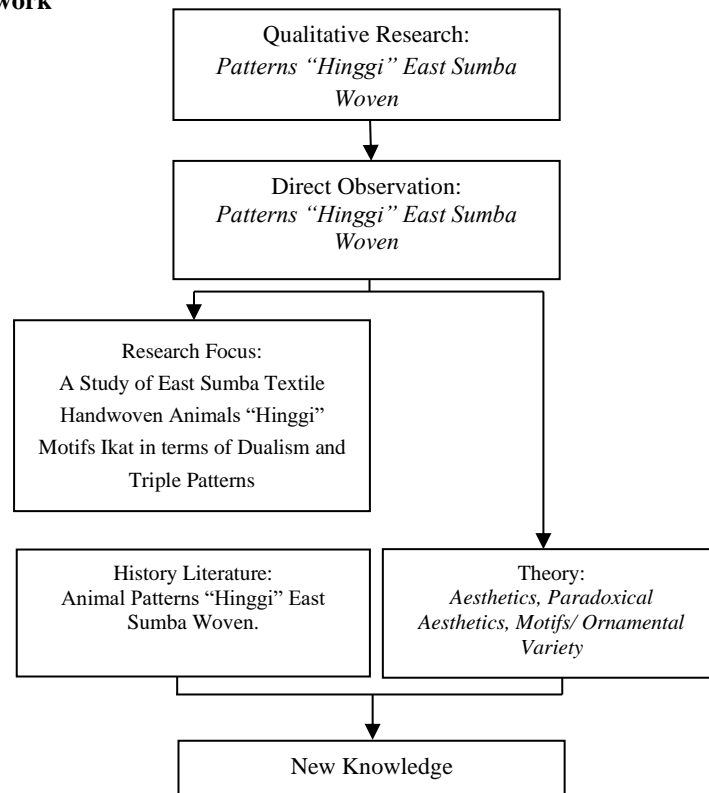 work
Qualitative Research:
Patterns “Hinggi” East Sumba
Woven
Direct Observation:
Patterns “Hinggi” East Sumba
Woven
Research Focus:
A Study of East Sumba Textile
Handwoven Animals “Hinggi”
Motifs Ikat in terms of Dualism and
Triple Patterns
History Literature:
Animal Patterns “Hinggi” East
Sumba Woven.
Theory:
Aesthetics, Paradoxical
Aesthetics, Motifs/ Ornamental
Variety
New Knowledge